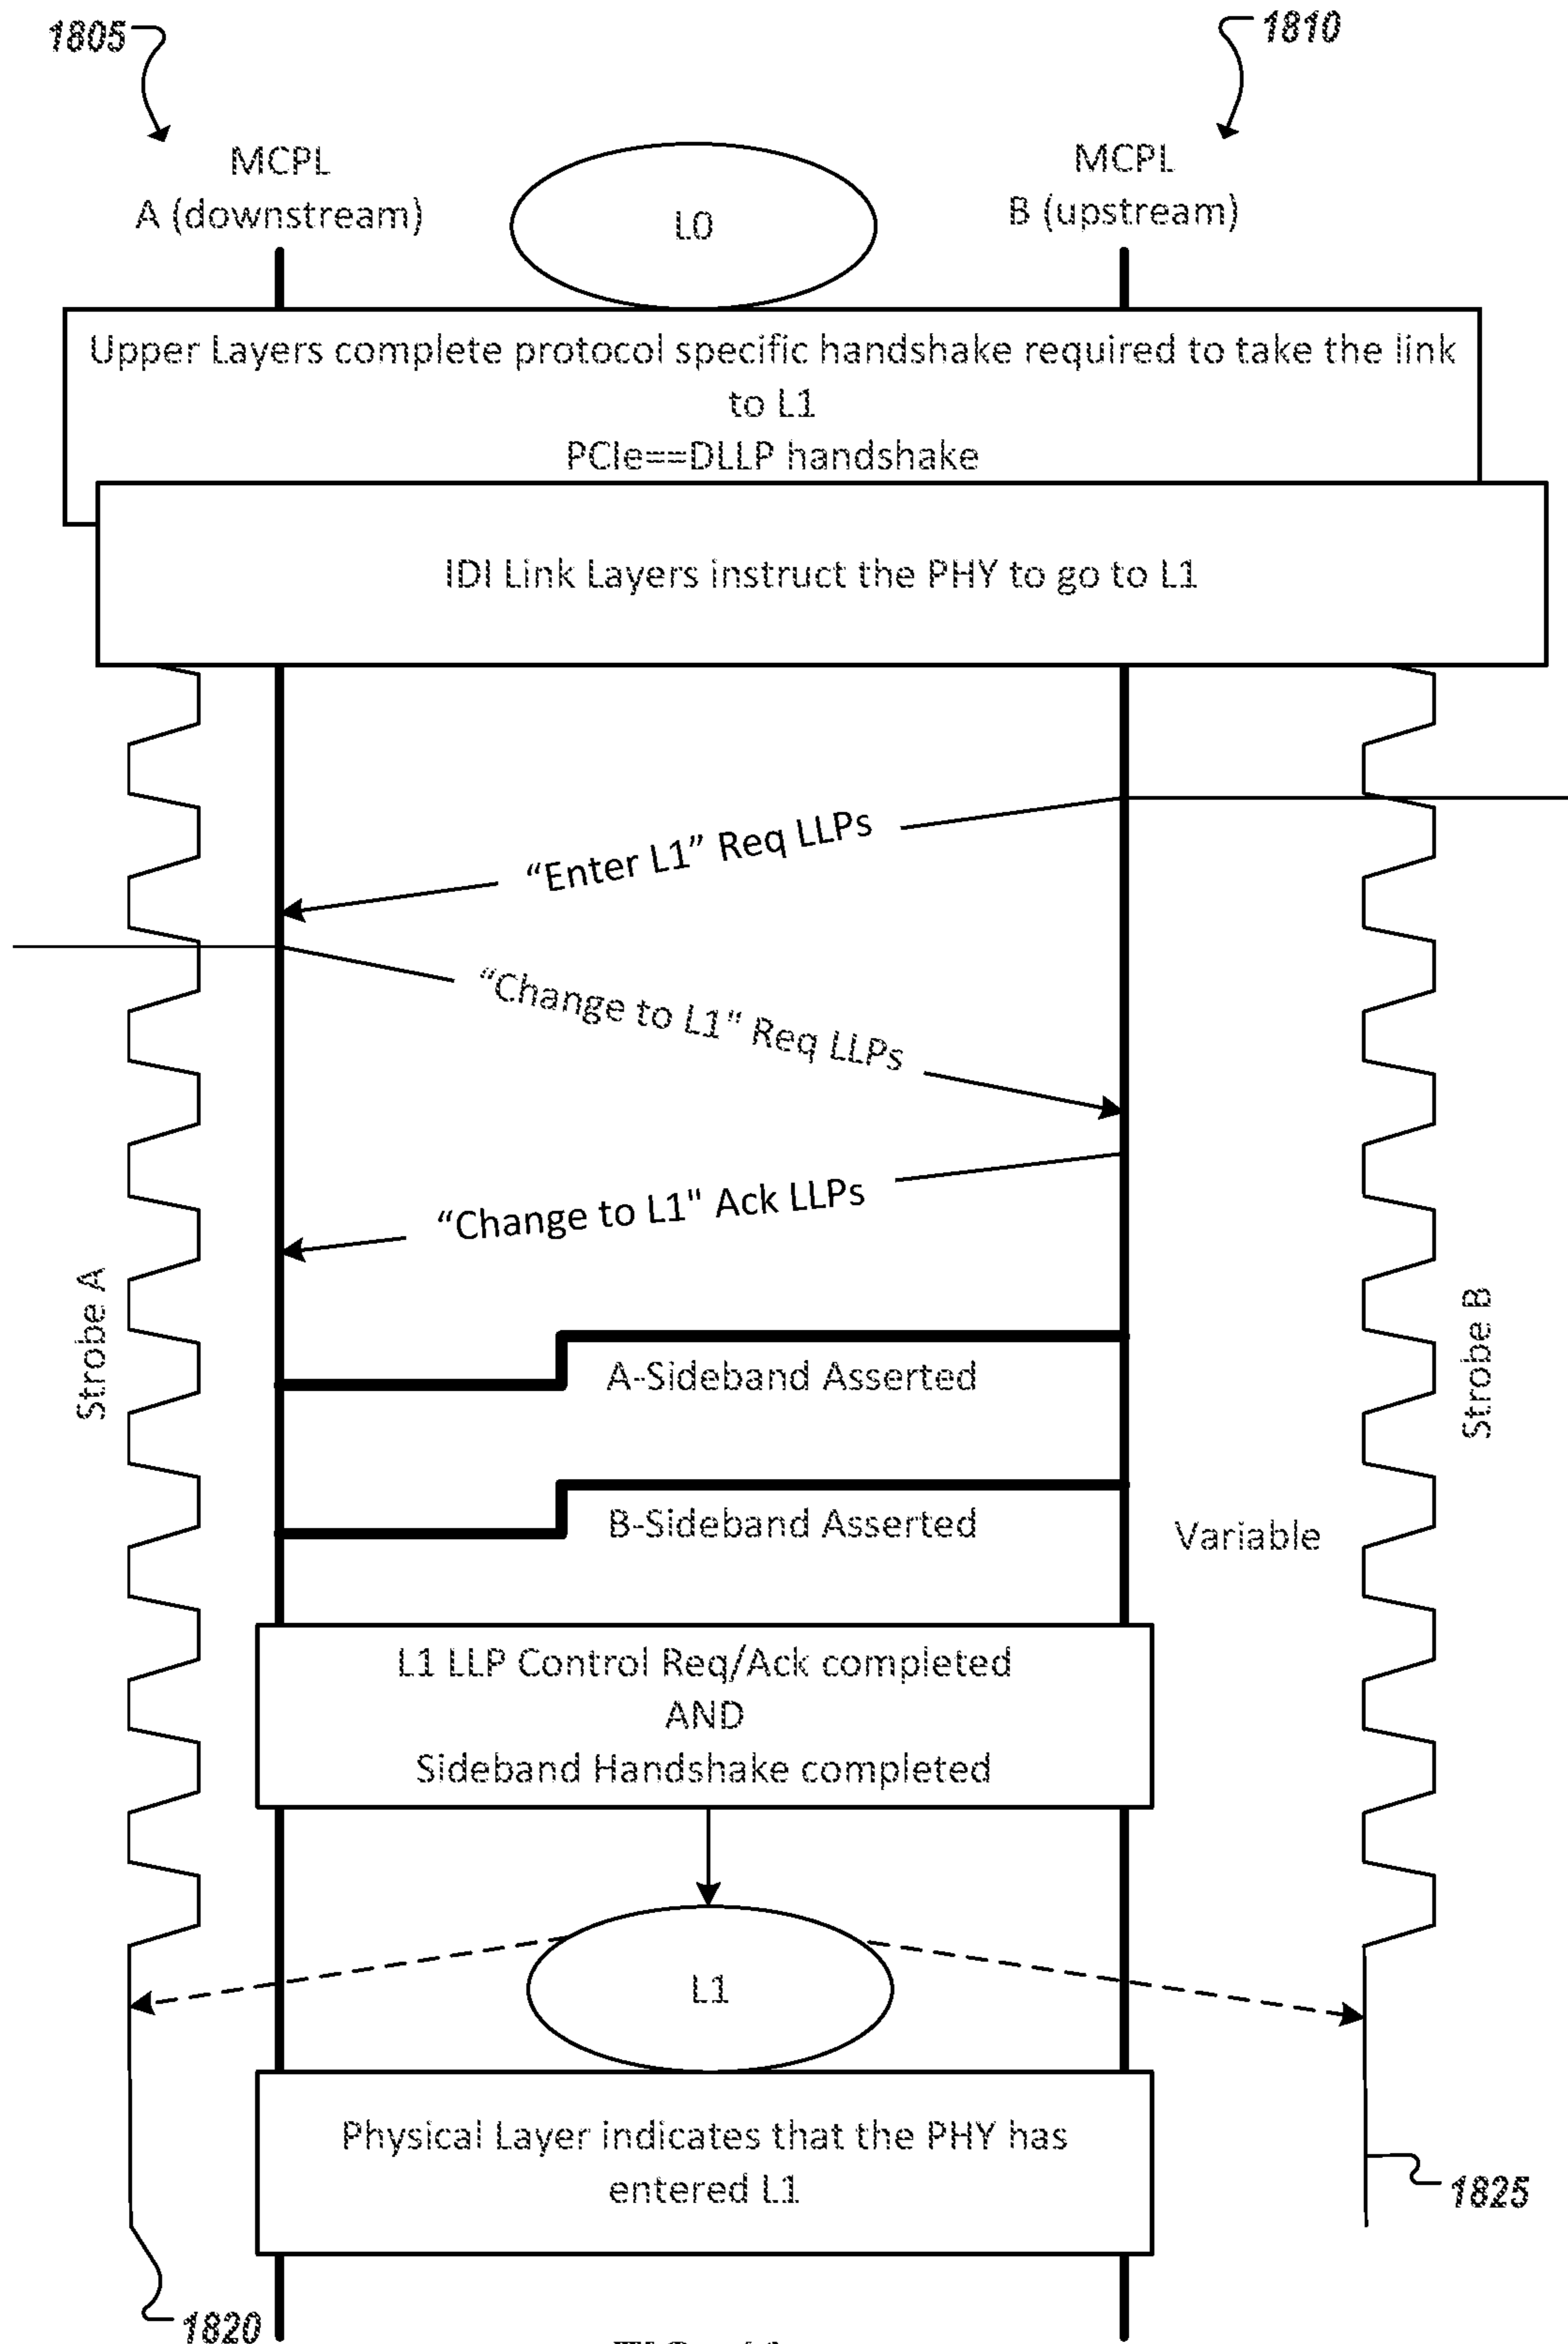 1805
1810
MCPL
A (downstream)
L0
MCPL
B (upstream)
Upper Layers complete protocol specific handshake required to take the link
to L1
PCIe==DLLP handshake
IDI Link Layers instruct the PHY to go to L1
“Enter L1” Req LLPs
“Change to L1" Req LLPs
“Change to L1" Ack LLPs
Strobe A
Strobe B
A-Sideband Asserted
B-Sideband Asserted
Variable
L1 LLP Control Req/Ack completed
AND
Sideband Handshake completed
L1
Physical Layer indicates that the PHY has
entered L1
1825
1820